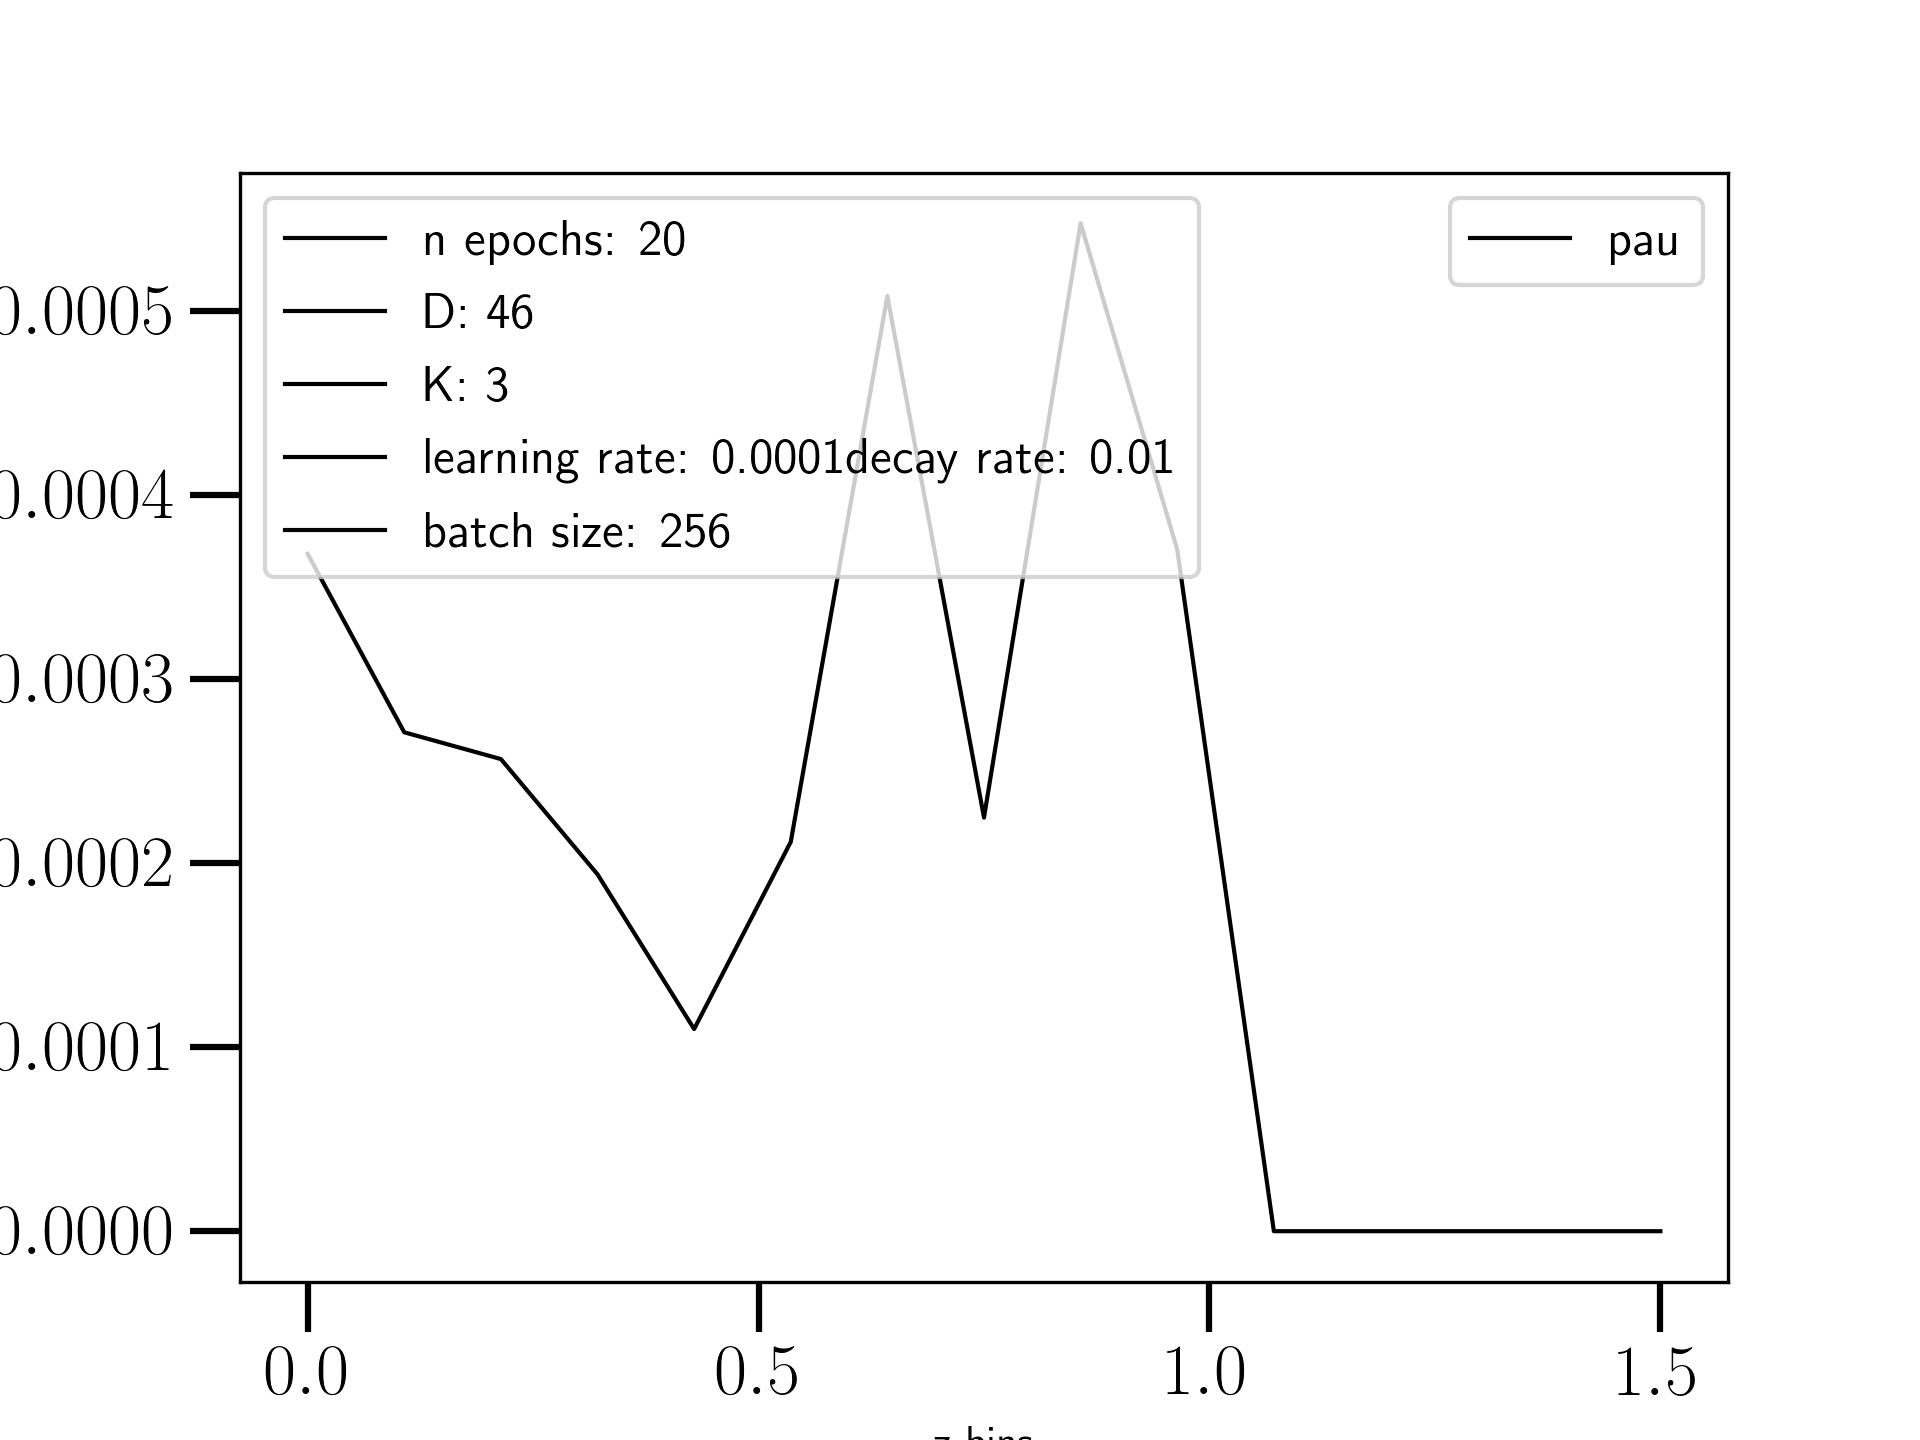 n epochs: 20
D: 46
K: 3
learning rate: 0.0001decay rate: 0.01
batch size: 256
pau
0.0005
0.0004
0.0003
0.0002
0.0001
0.0000
0.0 0.5 1.0 1.5
z bins